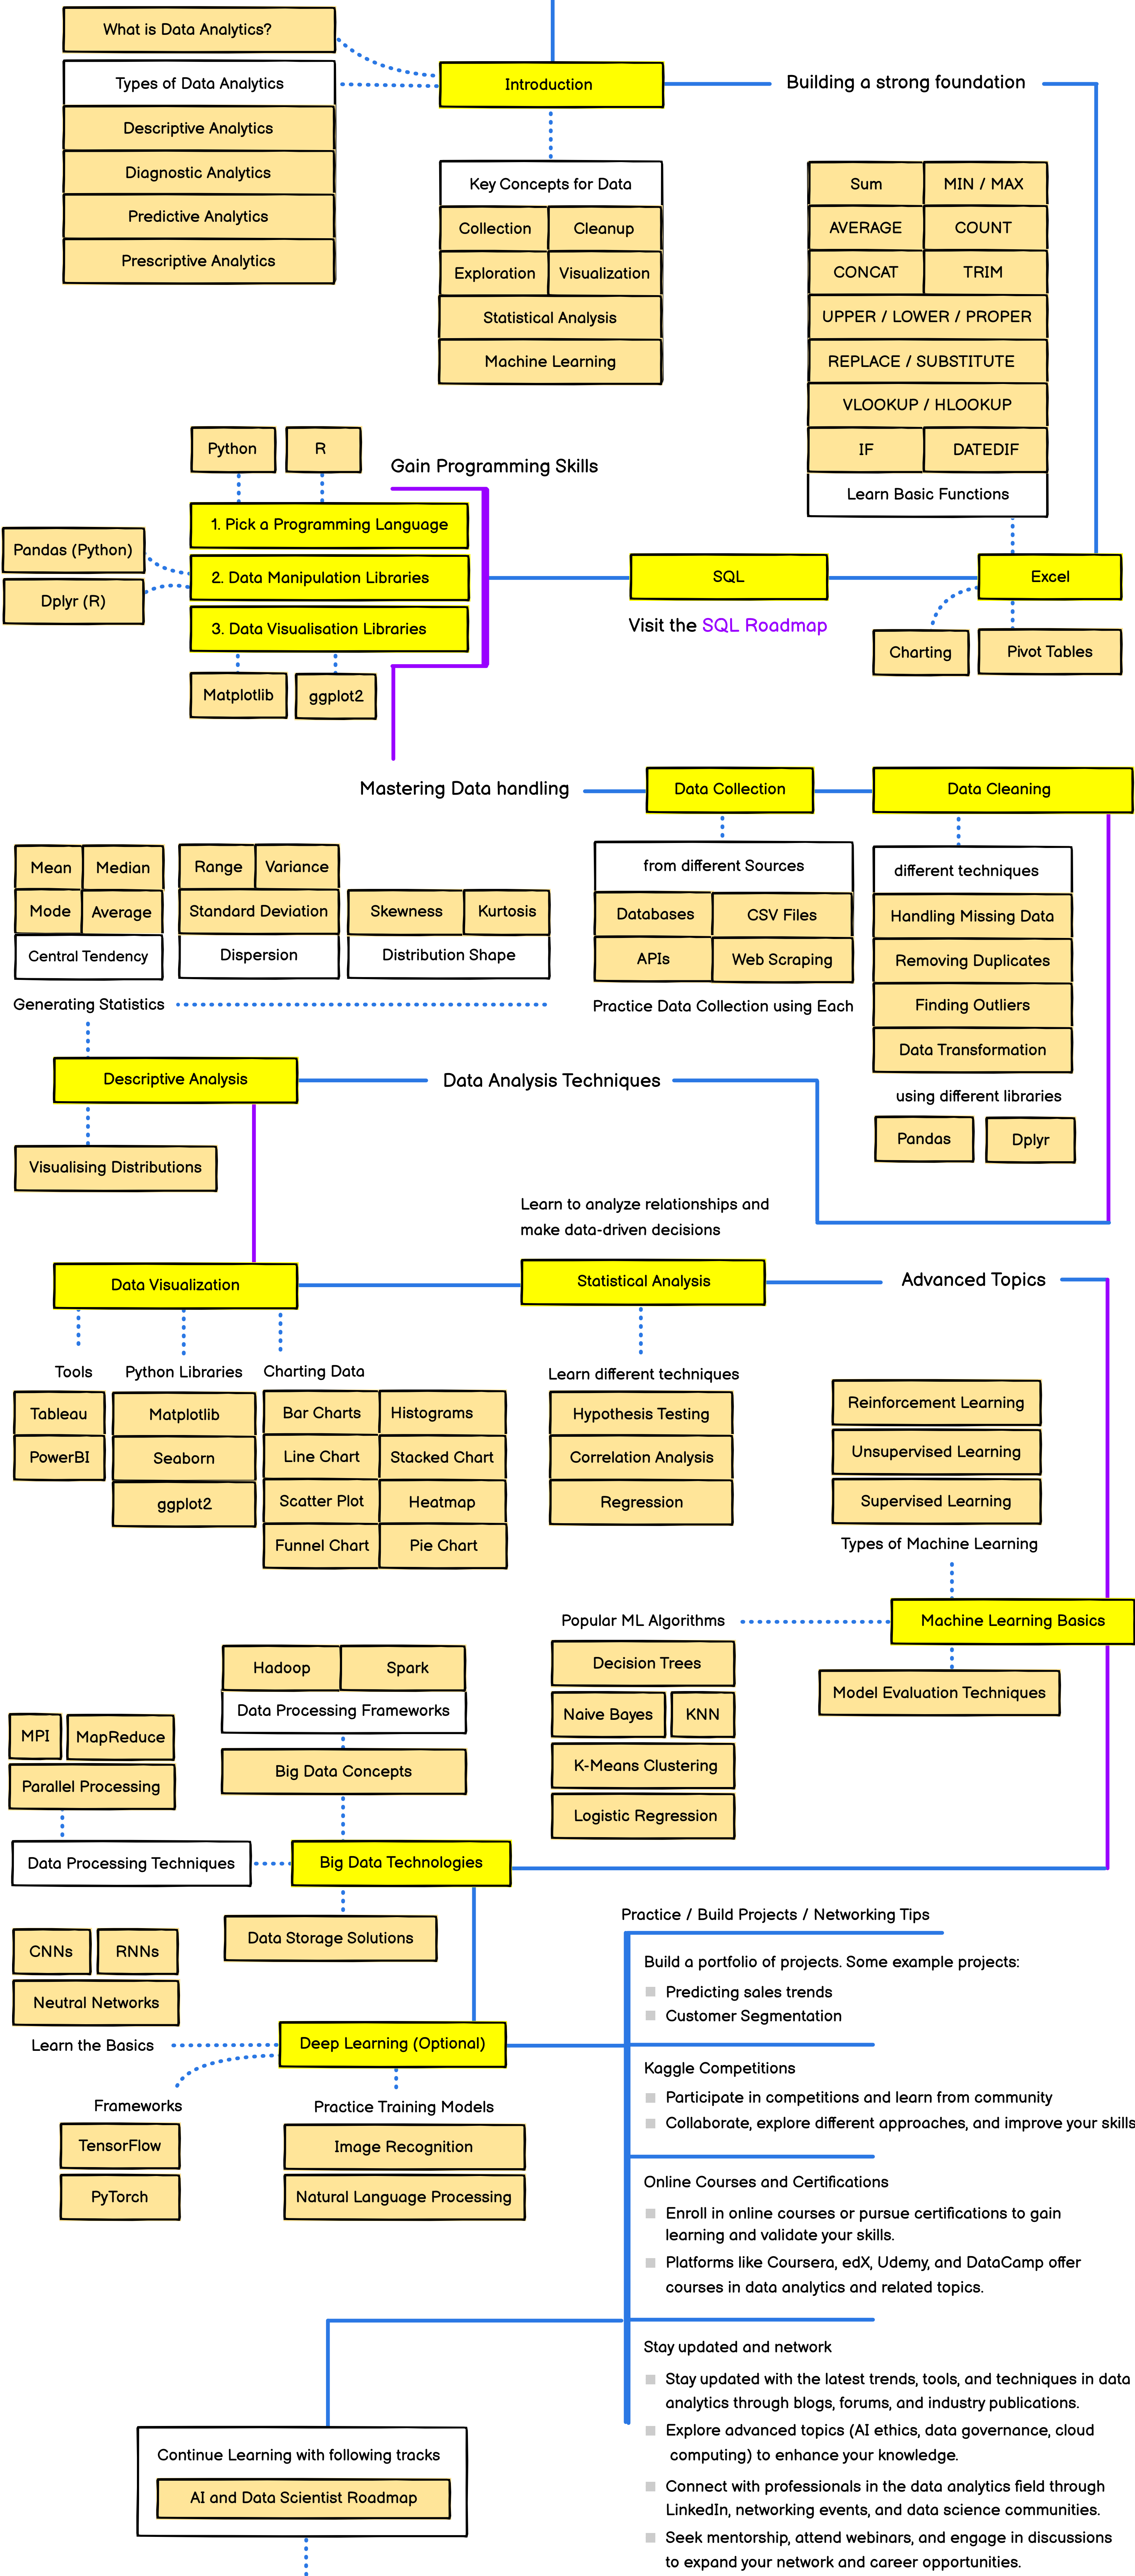 What is Data Analytics?
Types of Data Analytics
Descriptive Analytics
Diagnostic Analytics
Predictive Analytics
Prescriptive Analytics
Introduction
Building a strong foundation
Key Concepts for Data
Collection
Cleanup
Exploration
Visualization
Statistical Analysis
Machine Learning
Sum
MIN / MAX
AVERAGE
COUNT
CONCAT
TRIM
UPPER / LOWER / PROPER
REPLACE / SUBSTITUTE
VLOOKUP / HLOOKUP
IF
DATEDIF
Learn Basic Functions
Excel
Charting
Pivot Tables
SQL
Visit the SQL Roadmap
Gain Programming Skills
Python
R
1. Pick a Programming Language
2. Data Manipulation Libraries
3. Data Visualisation Libraries
Pandas (Python)
Dplyr (R)
Matplotlib
ggplot2
Mastering Data handling
Data Collection
from different Sources
Databases
CSV Files
APIs
Web Scraping
Practice Data Collection using Each
Data Cleaning
different techniques
Handling Missing Data
Removing Duplicates
Finding Outliers
Data Transformation
using different libraries
Pandas
Dplyr
Mean
Median
Mode
Average
Central Tendency
Range
Variance
Standard Deviation
Dispersion
Skewness
Kurtosis
Distribution Shape
Generating Statistics
Descriptive Analysis
Data Analysis Techniques
Visualising Distributions
Learn to analyze relationships and
make data-driven decisions
Data Visualization
Statistical Analysis
Advanced Topics
Tools
Tableau
PowerBI
Python Libraries
Matplotlib
Seaborn
ggplot2
Charting Data
Bar Charts
Histograms
Line Chart
Stacked Chart
Scatter Plot
Heatmap
Funnel Chart
Pie Chart
Learn different techniques
Hypothesis Testing
Correlation Analysis
Regression
Reinforcement Learning
Unsupervised Learning
Supervised Learning
Types of Machine Learning
Machine Learning Basics
Model Evaluation Techniques
Popular ML Algorithms
Decision Trees
Naive Bayes
KNN
K-Means Clustering
Logistic Regression
Hadoop
Spark
Data Processing Frameworks
Big Data Concepts
MPI
MapReduce
Parallel Processing
Data Processing Techniques
Big Data Technologies
Data Storage Solutions
CNNs
RNNs
Neutral Networks
Learn the Basics
Deep Learning (Optional)
Frameworks
TensorFlow
PyTorch
Practice Training Models
Image Recognition
Natural Language Processing
Practice / Build Projects / Networking Tips
Build a portfolio of projects. Some example projects:
Predicting sales trends
Customer Segmentation
Kaggle Competitions
Participate in competitions and learn from community
Collaborate, explore different approaches, and improve your skills
Online Courses and Certifications
Enroll in online courses or pursue certifications to gain
learning and validate your skills.
Platforms like Coursera, edX, Udemy, and DataCamp offer
courses in data analytics and related topics.
Stay updated and network
Stay updated with the latest trends, tools, and techniques in data
analytics through blogs, forums, and industry publications.
Explore advanced topics (AI ethics, data governance, cloud
computing) to enhance your knowledge.
Connect with professionals in the data analytics field through
LinkedIn, networking events, and data science communities.
Seek mentorship, attend webinars, and engage in discussions
to expand your network and career opportunities.
Continue Learning with following tracks
AI and Data Scientist Roadmap